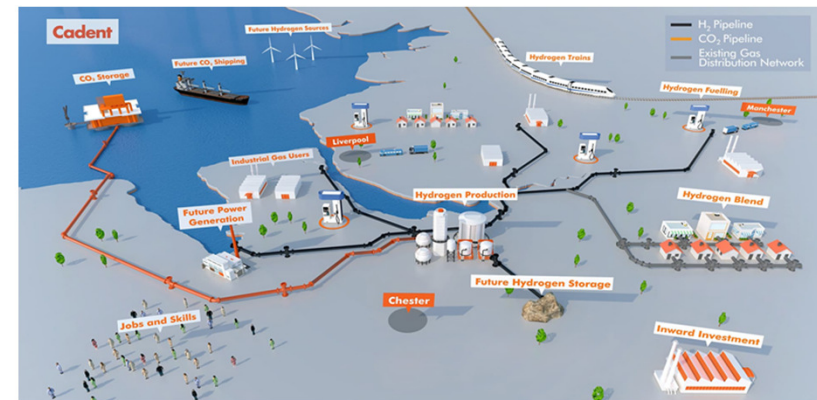 Cadent
Future Hydrogen Sources
H₂ Pipeline
CO₂ Pipeline
Existing Gas
Distribution Network
CO₂ Storage
Future CO₂ Shipping
Hydrogen Trains
Hydrogen Fuelling
Manchester
Liverpool
Industrial Gas Users
Hydrogen Production
Hydrogen Blend
Future Power
Generation
Future Hydrogen Storage
Chester
Jobs and Skills
Inward Investment